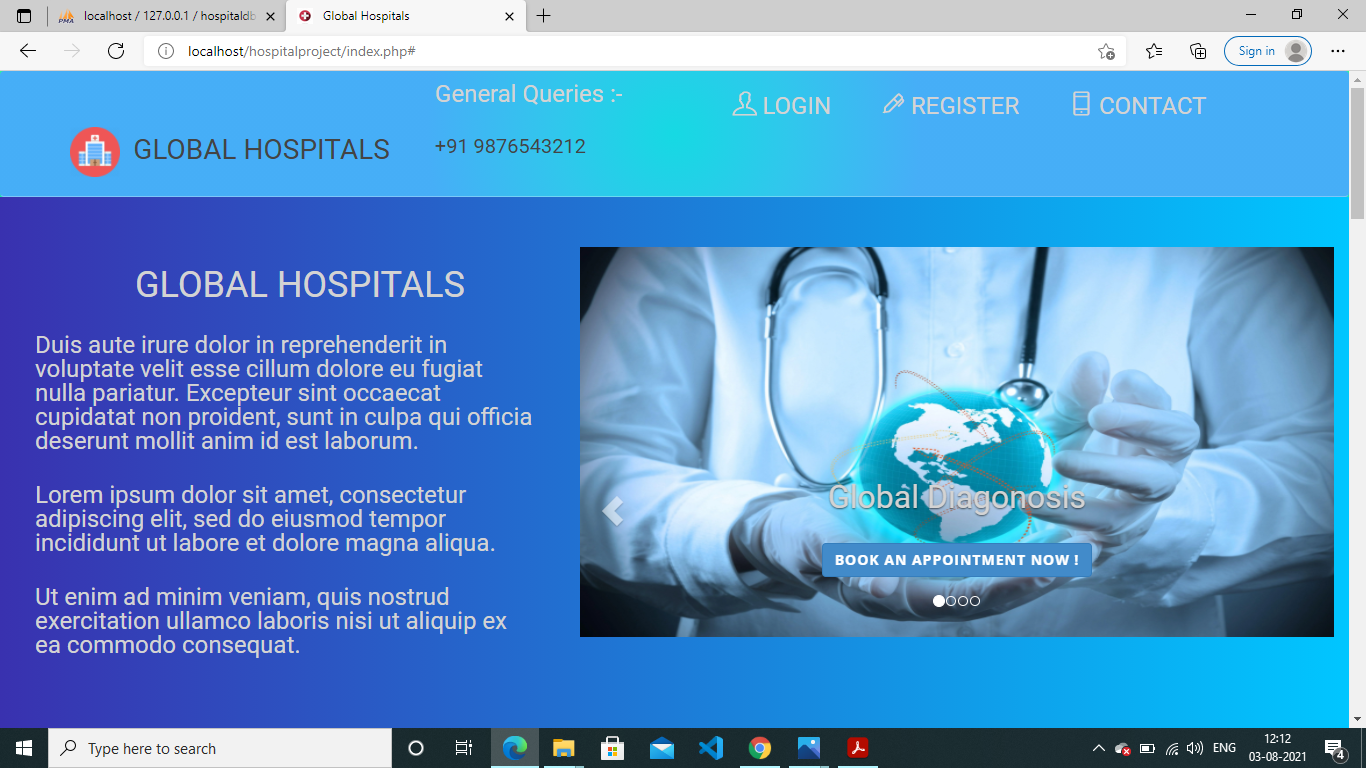 localhost / 127.0.0.1 / hospitaldb
Global Hospitals
localhost/hospitalproject/index.php#
Sign in
General Queries :-
LOGIN
REGISTER
CONTACT
GLOBAL HOSPITALS
+91 9876543212
GLOBAL HOSPITALS
Duis aute irure dolor in reprehenderit in
voluptate velit esse cillum dolore eu fugiat
nulla pariatur. Excepteur sint occaecat
cupidatat non proident, sunt in culpa qui officia
deserunt mollit anim id est laborum.
Lorem ipsum dolor sit amet, consectetur
adipiscing elit, sed do eiusmod tempor
incididunt ut labore et dolore magna aliqua.
Ut enim ad minim veniam, quis nostrud
exercitation ullamco laboris nisi ut aliquip ex
ea commodo consequat.
Global Diagonosis
BOOK AN APPOINTMENT NOW !
Type here to search
ENG
12:12
03-08-2021
4